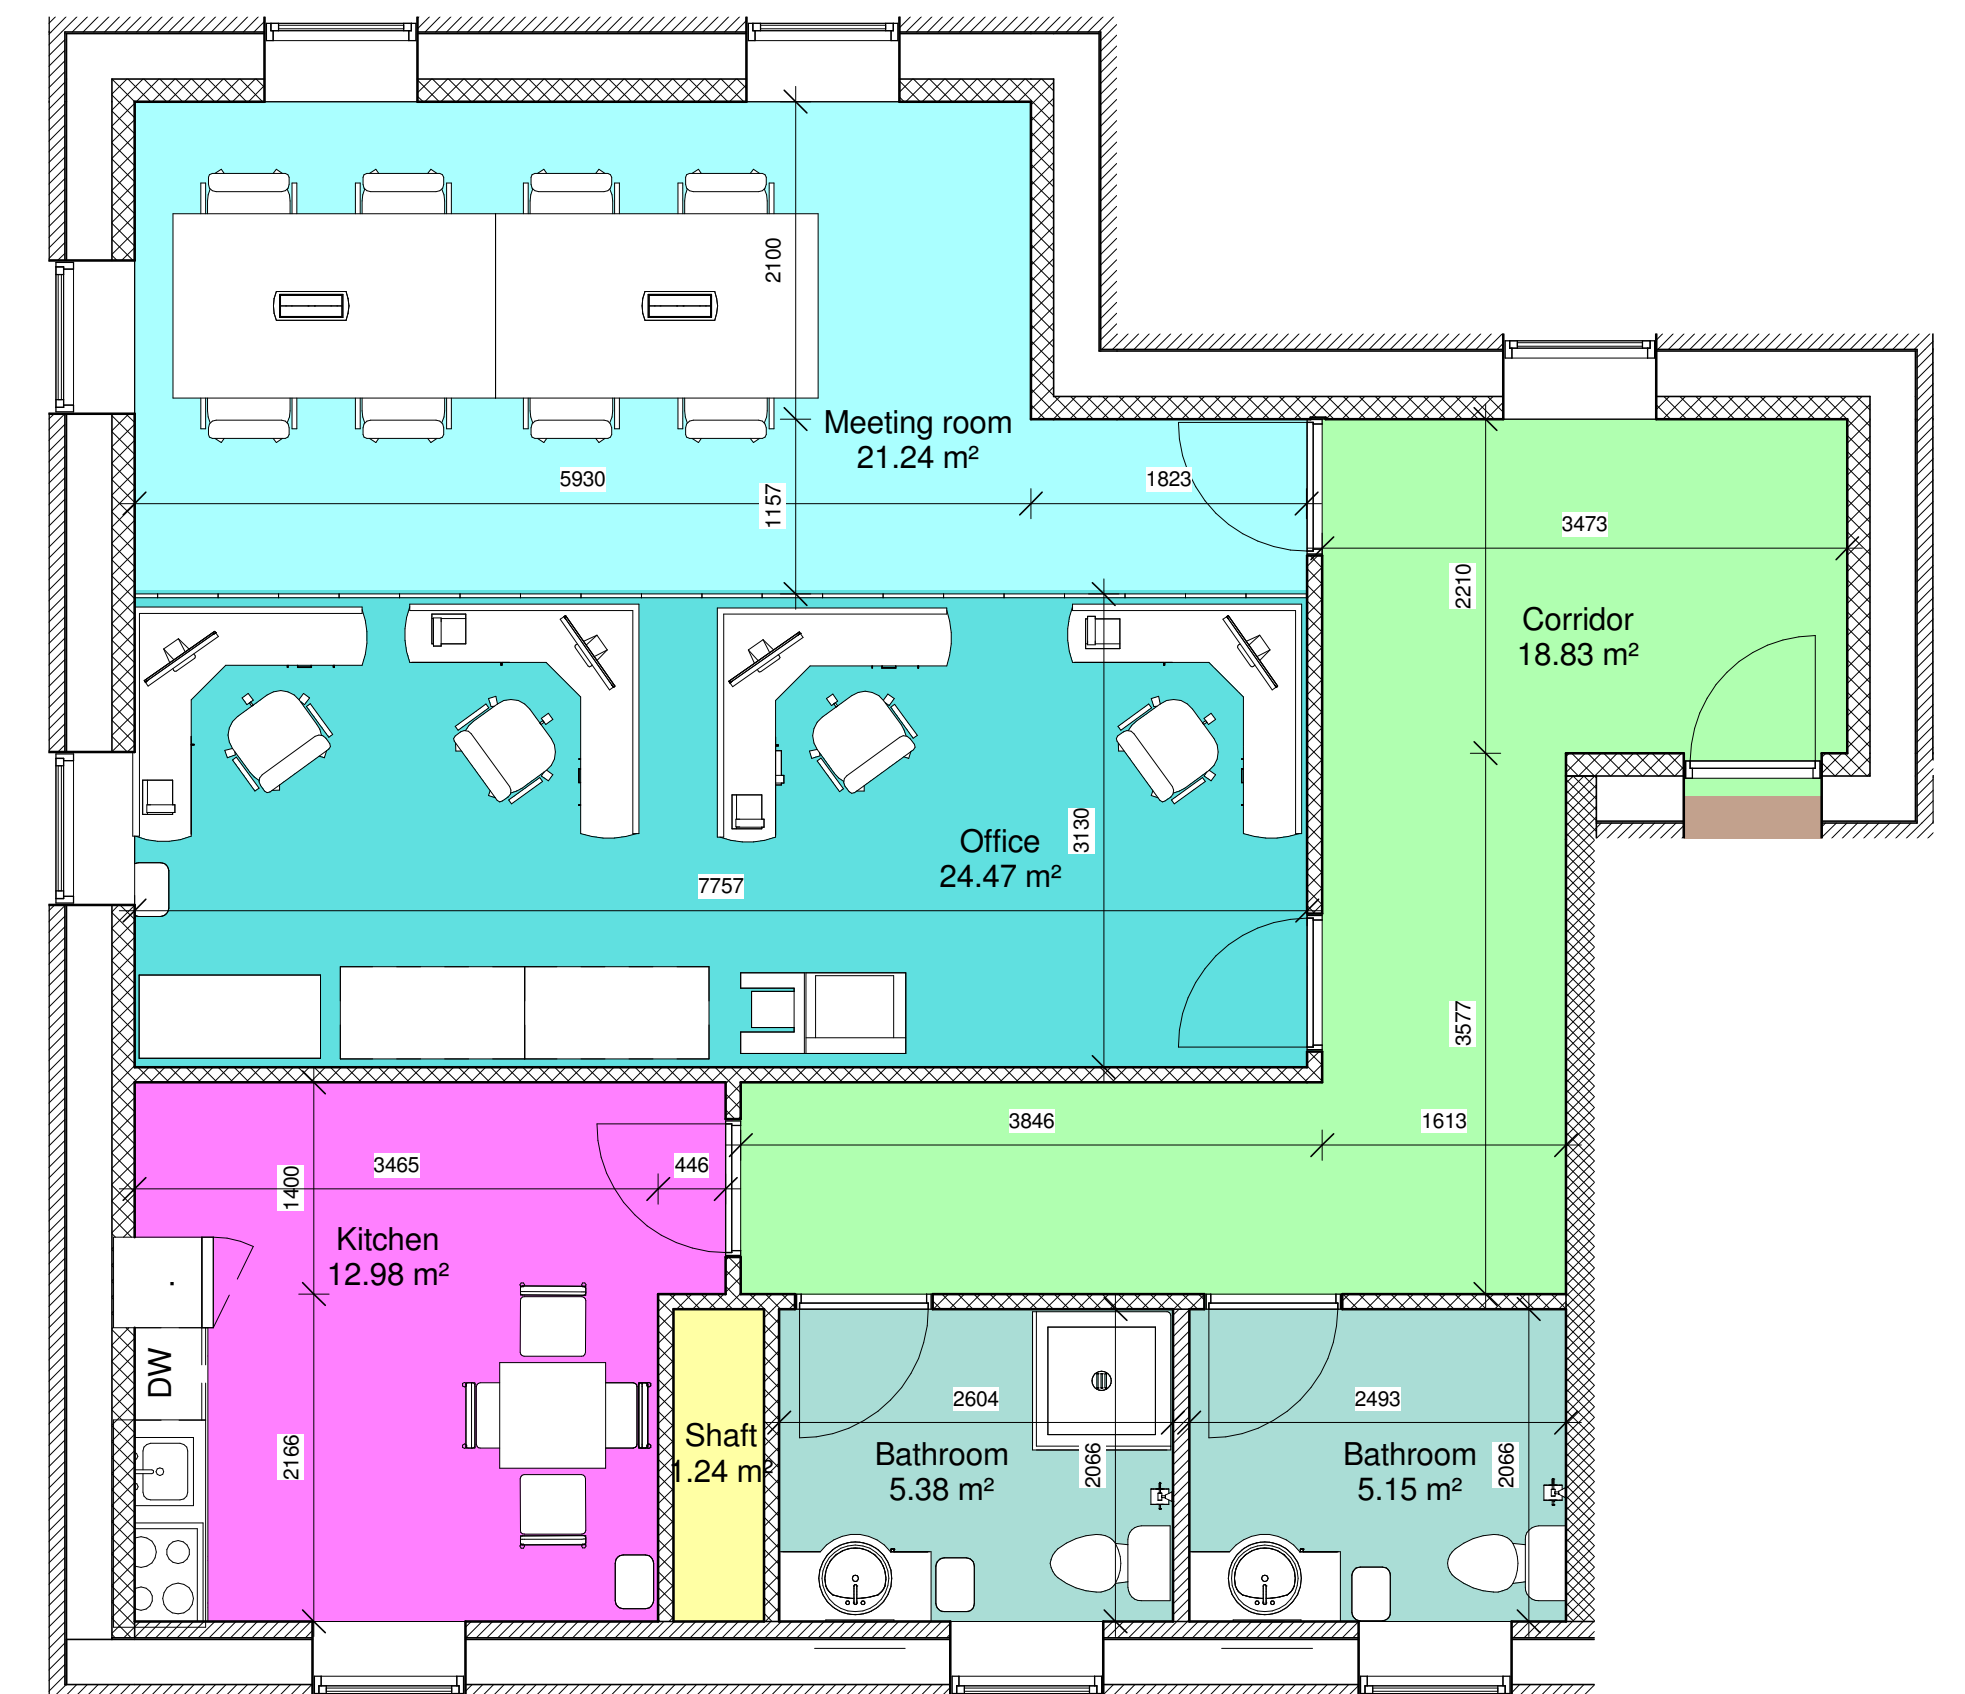 2100
Meeting room
21.24 m²
5930
1823
1157
3473
2210
Corridor
18.83 m²
Office
24.47 m²
3130
7757
3577
3846
1613
3465
446
1400
Kitchen
12.98 m²
DW
2166
Shaft
1.24 m²
2604
2493
Bathroom
5.38 m²
2066
Bathroom
5.15 m²
2066